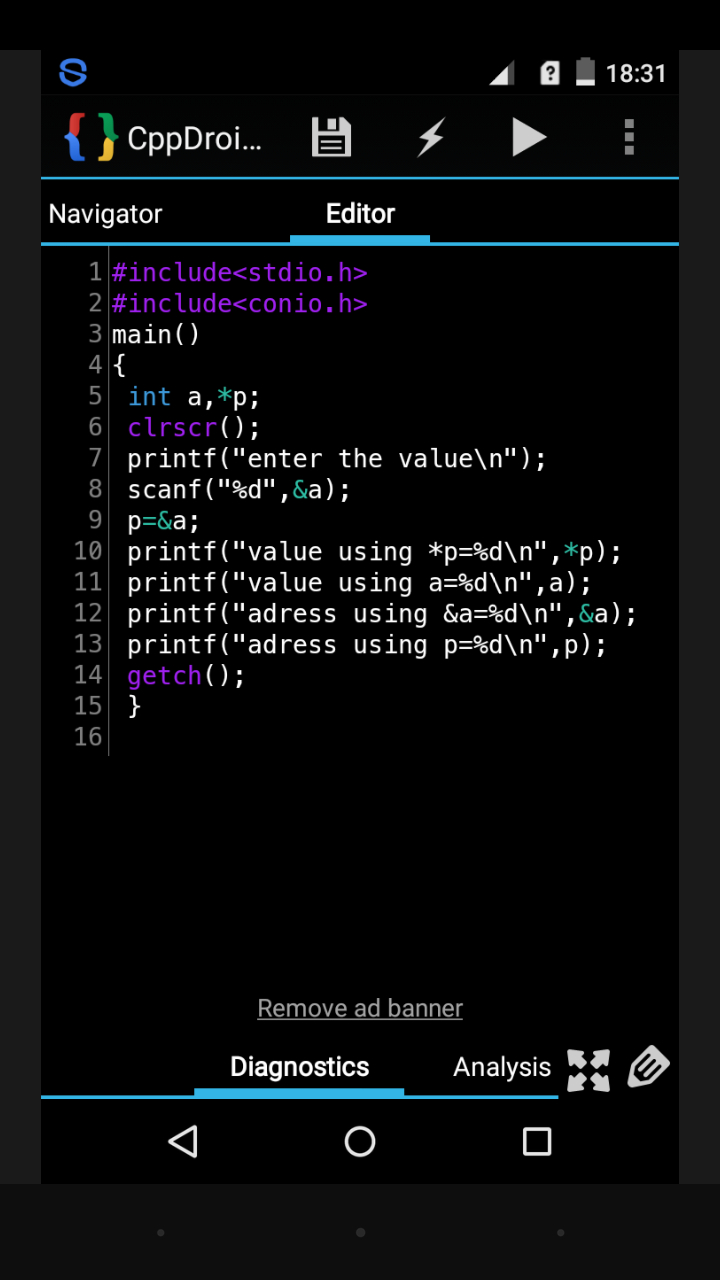 18:31
CppDroi...
Navigator
Editor
1 #include<stdio.h>
2 #include<conio.h>
3 main()
4 {
5  int a,*p;
6  clrscr();
7  printf("enter the value\n");
8  scanf("%d",&a);
9  p=&a;
10  printf("value using *p=%d\n",*p);
11  printf("value using a=%d\n",a);
12  printf("adress using &a=%d\n",&a);
13  printf("adress using p=%d\n",p);
14  getch();
15  }
16
Remove ad banner
Diagnostics
Analysis